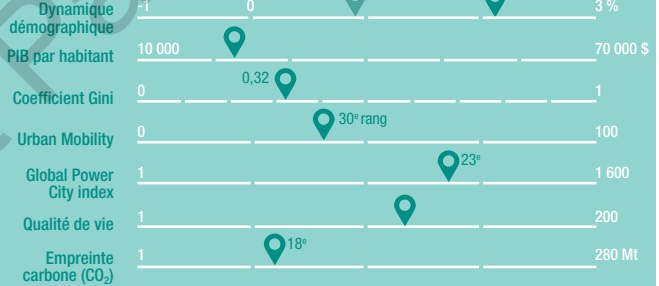 Dynamique
démographique
-1 0 3 %
PIB par habitant
10 000 70 000 $
Coefficient Gini
0 0,32 1
Urban Mobility
0 30e rang 100
Global Power
City index
1 23e 1 600
Qualité de vie
1 200
Empreinte
carbone (CO2)
1 18e 280 Mt